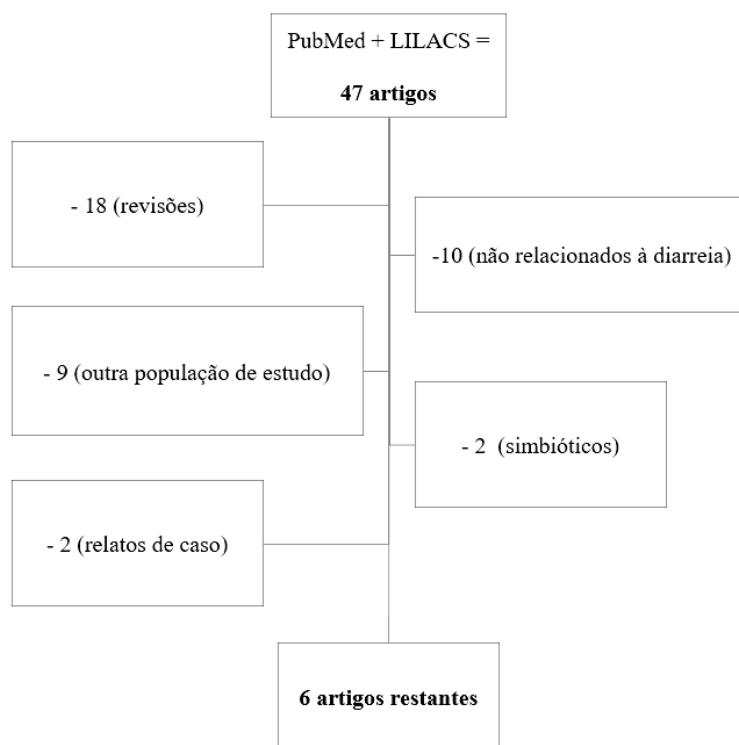 PubMed + LILACS =
47 artigos
- 18 (revisões)
-10 (não relacionados à diarreia)
- 9 (outra população de estudo)
- 2 (simbióticos)
- 2 (relatos de caso)
6 artigos restantes